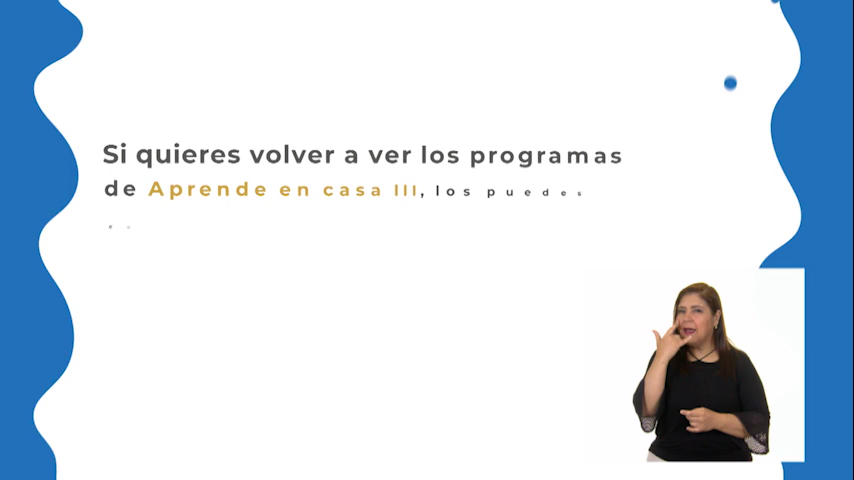 Si quieres volver a ver los programas
de Aprende en casa III, los puedes